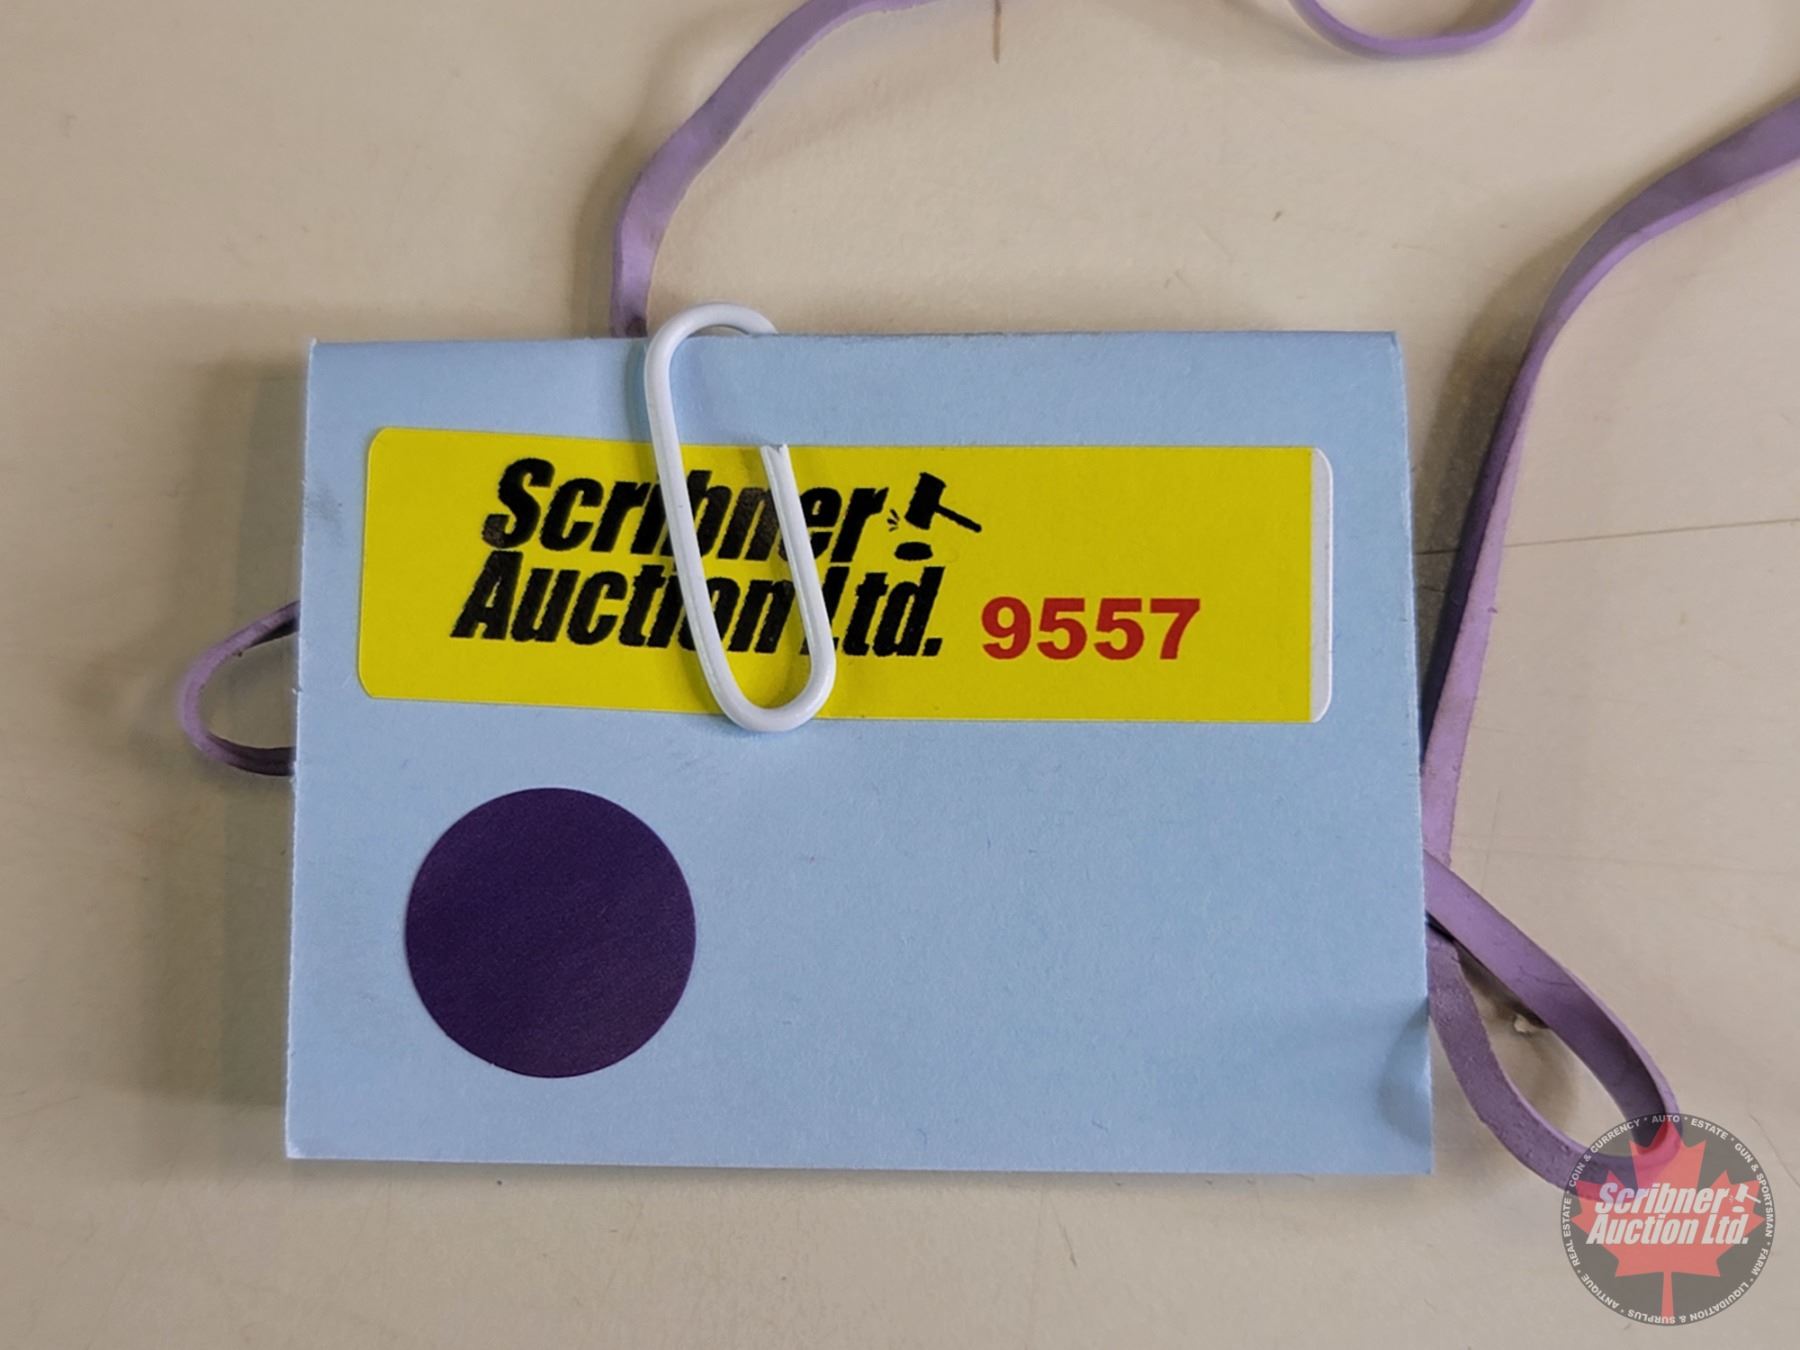 Scribner
Auction Ltd.
9557
COIN & CURRENCY * AUTO * ESTATE * GUN & SPORTSMAN * FARM * LIQUIDATION & SURPLUS * ANTIQUE * REAL ESTATE *
Scribner
Auction Ltd.